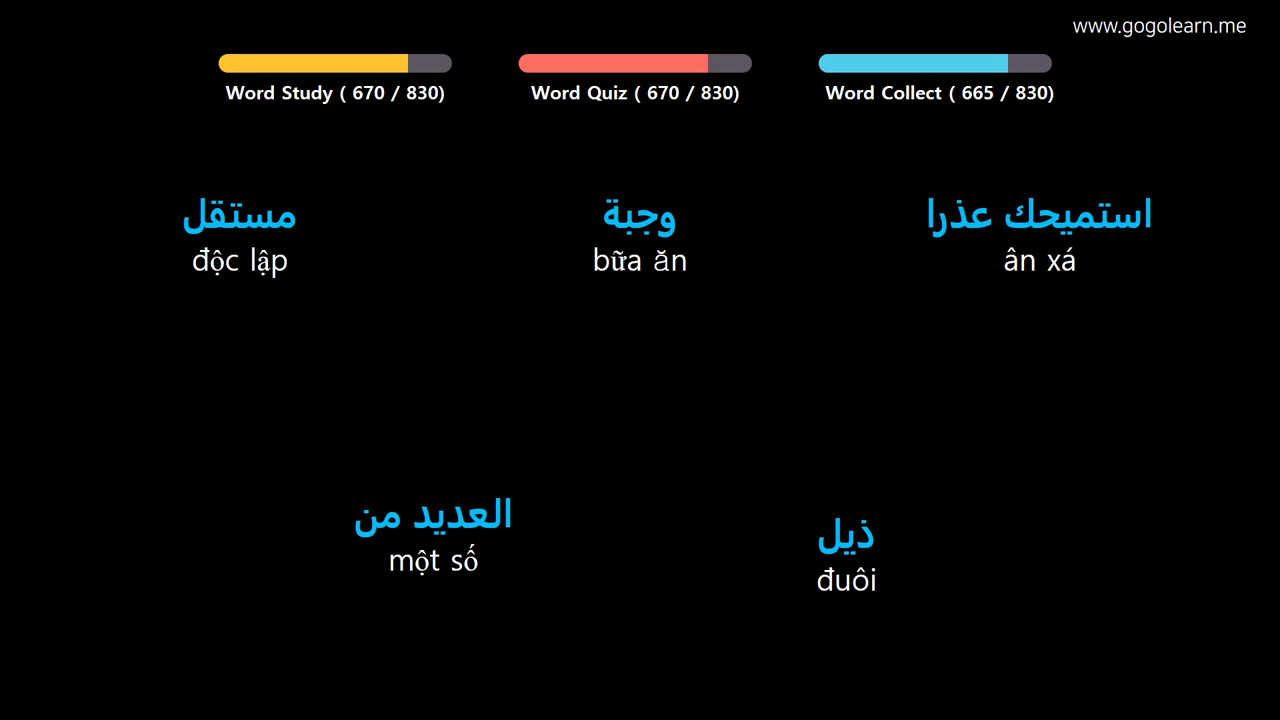 www.gogolearn.me
Word Study ( 670 / 830)
Word Quiz ( 670 / 830)
Word Collect ( 665 / 830)
مستقل
độc lập
وجبة
bữa ăn
استميحك عذرا
ân xá
العديد من
một số
ذيل
đuôi